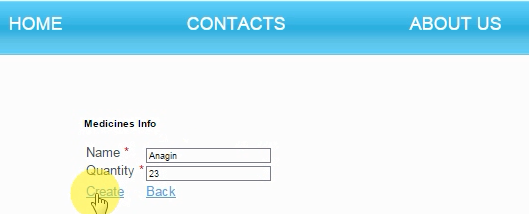 HOME CONTACTS ABOUT US
Medicines Info
Name * Anagin
Quantity * 23
Create Back